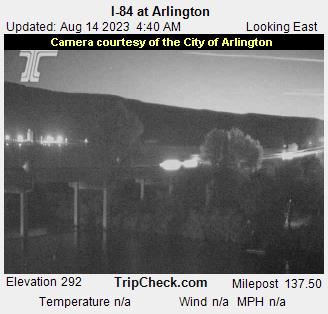 I-84 at Arlington
Updated: Aug 14 2023 4:40 AM Looking East
Camera courtesy of the City of Arlington
Elevation 292 TripCheck.com Milepost 137.50
Temperature n/a Wind n/a MPH n/a